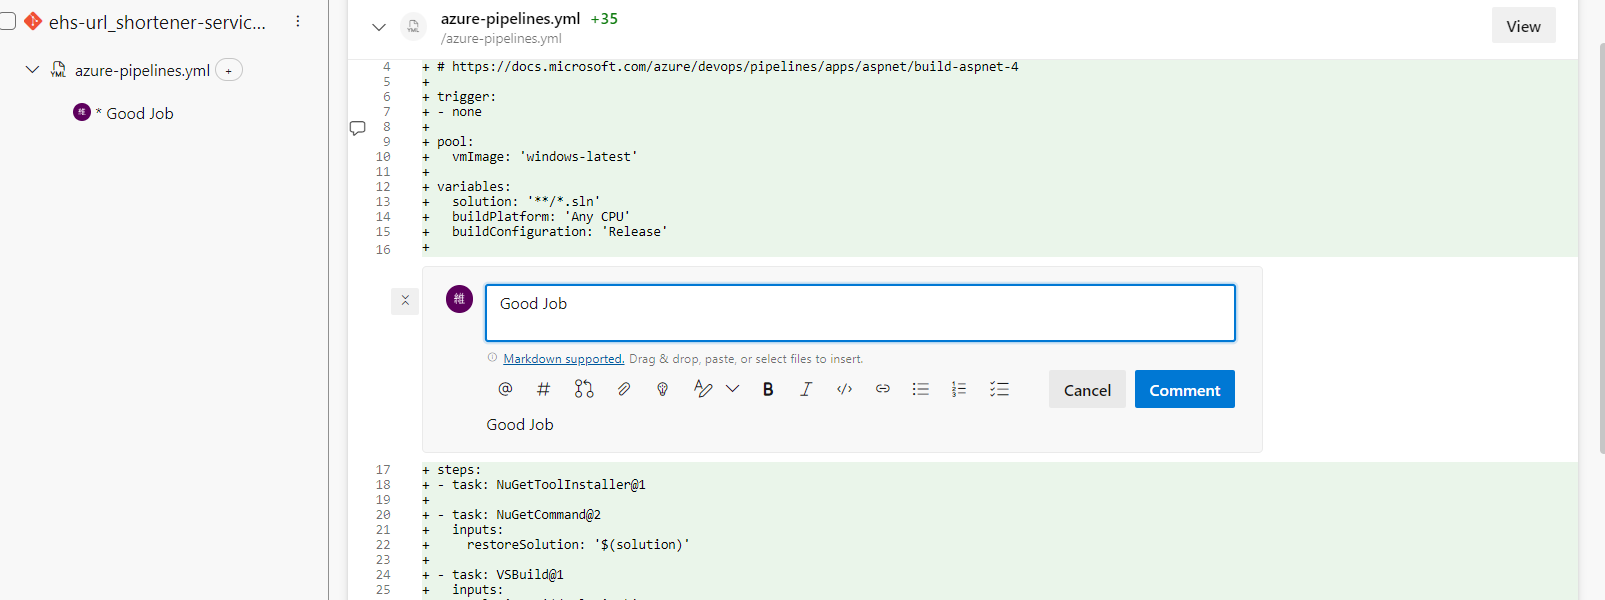 ehs-url_shortener-servic...
azure-pipelines.yml +
維 * Good Job
azure-pipelines.yml +35
/azure-pipelines.yml
View
4 + # https://docs.microsoft.com/azure/devops/pipelines/apps/aspnet/build-aspnet-4
5 +
6 + trigger:
7 + - none
8 +
9 + pool:
10 +   vmImage: 'windows-latest'
11 +
12 + variables:
13 +   solution: '**/*.sln'
14 +   buildPlatform: 'Any CPU'
15 +   buildConfiguration: 'Release'
16 +
維 Good Job
Markdown supported. Drag & drop, paste, or select files to insert.
Cancel Comment
Good Job
17 + steps:
18 + - task: NuGetToolInstaller@1
19 +
20 + - task: NuGetCommand@2
21 +   inputs:
22 +     restoreSolution: '$(solution)'
23 +
24 + - task: VSBuild@1
25 +   inputs: